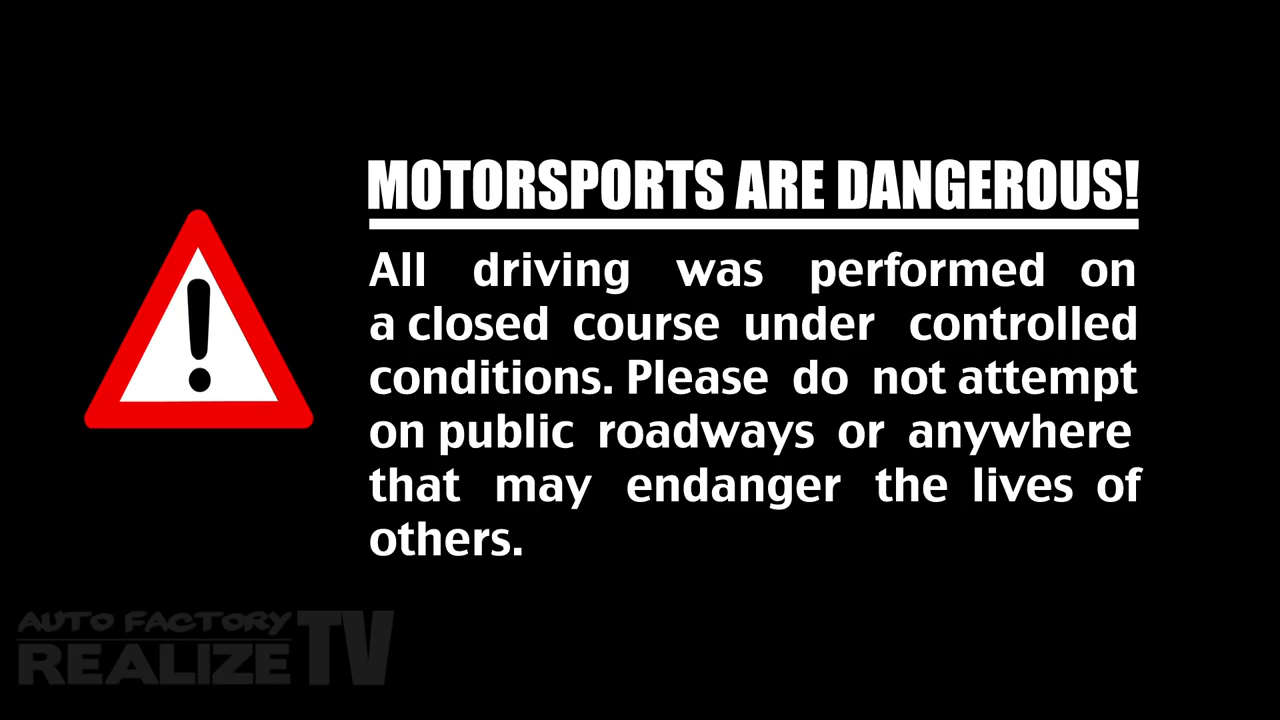 MOTORSPORTS ARE DANGEROUS!
All driving was performed on
a closed course under controlled
conditions. Please do not attempt
on public roadways or anywhere
that may endanger the lives of
others.
AUTO FACTORY
REALIZE TV